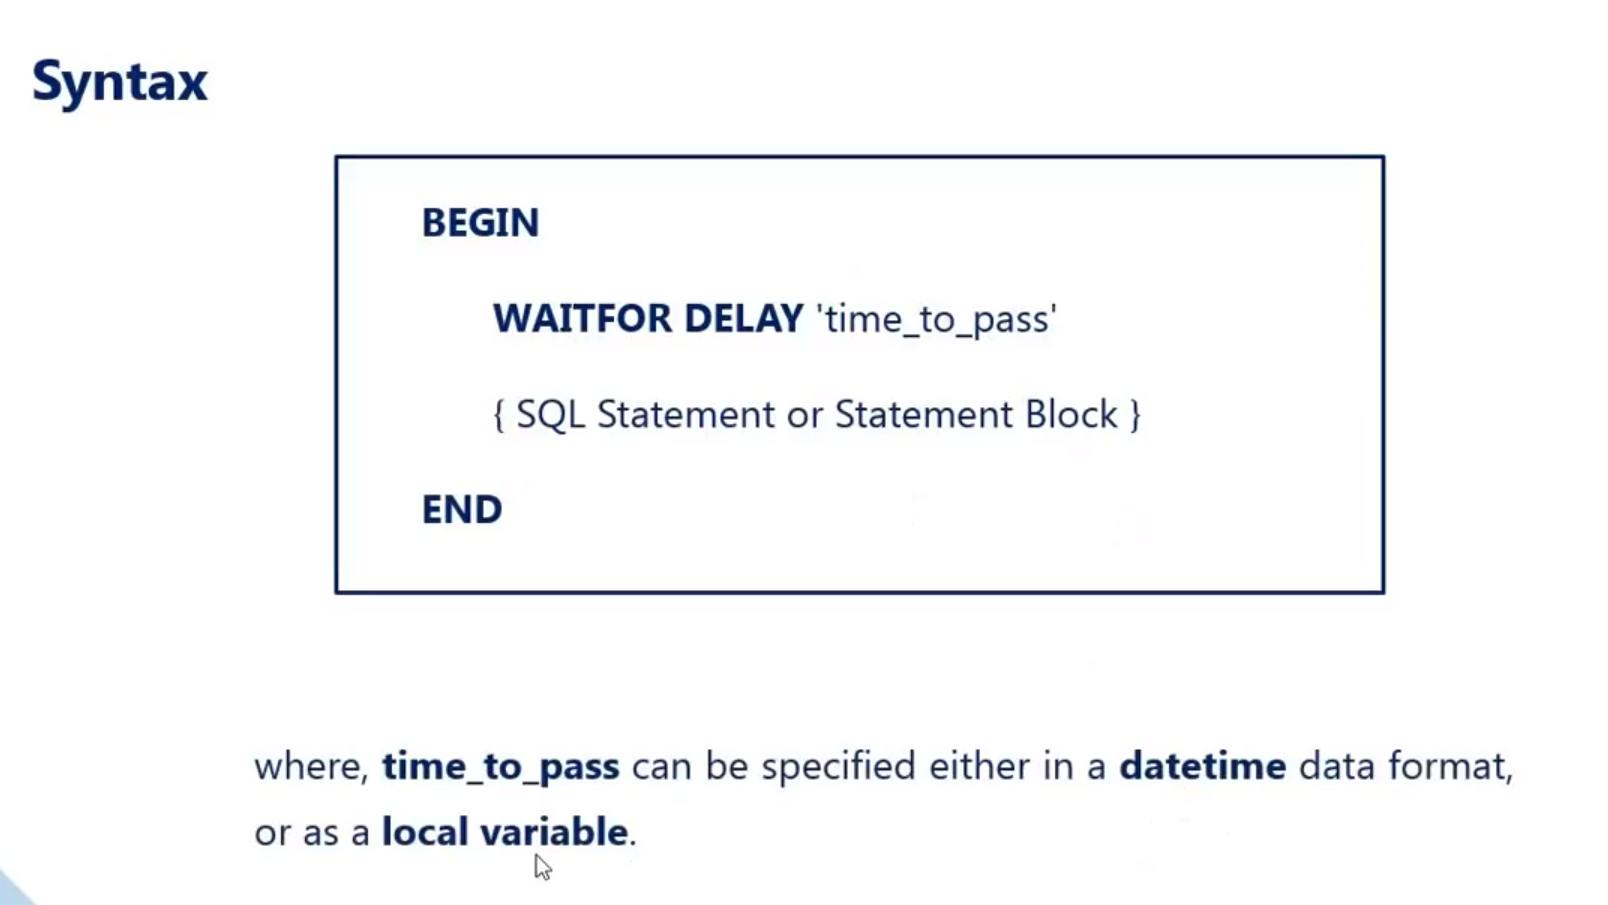 Syntax
BEGIN
WAITFOR DELAY 'time_to_pass'
{ SQL Statement or Statement Block }
END
where, time_to_pass can be specified either in a datetime data format,
or as a local variable.